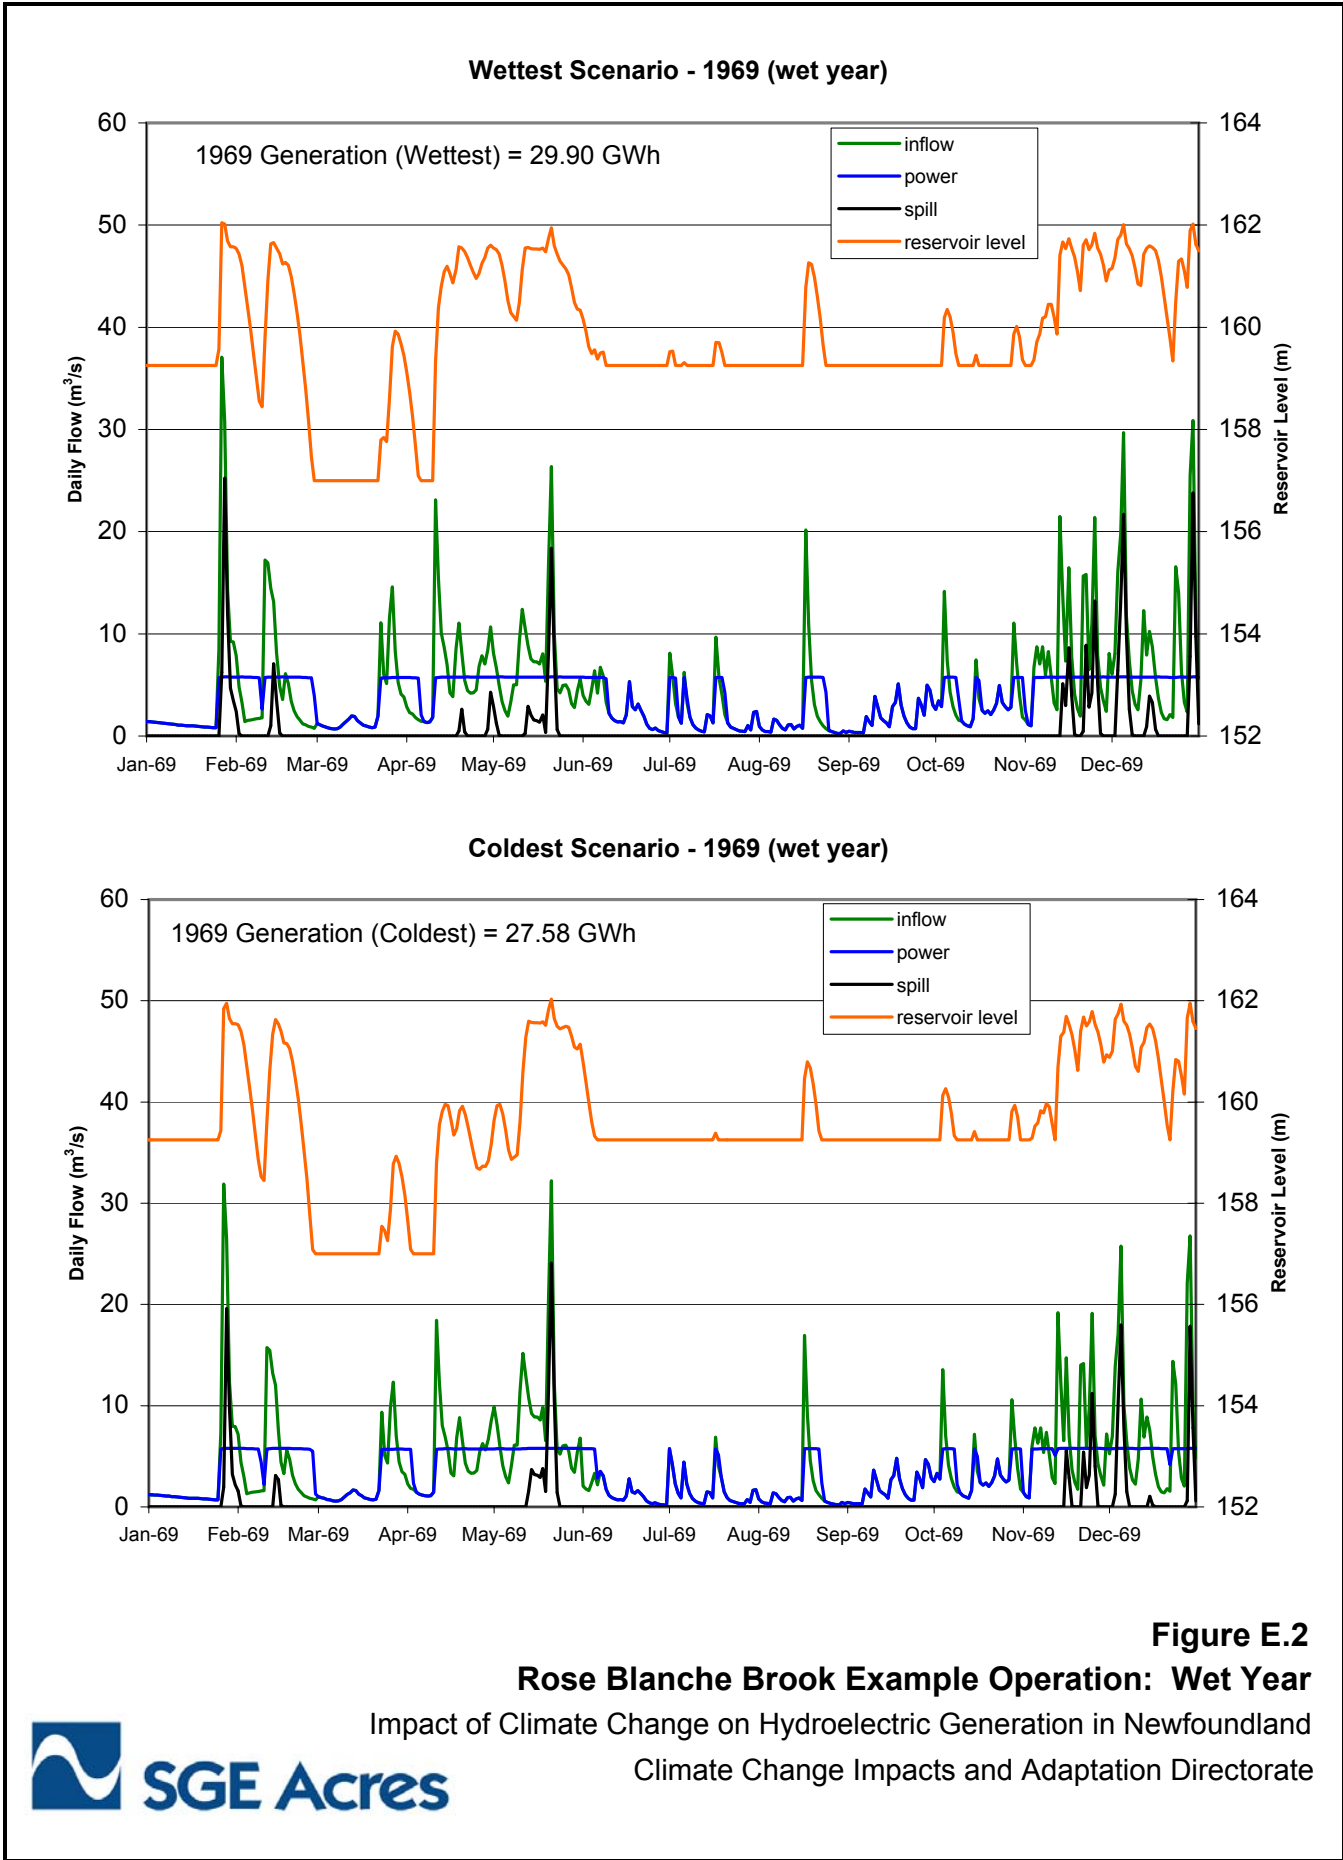 Wettest Scenario - 1969 (wet year)
60
50
40
30
20
10
0
Daily Flow (m³/s)
1969 Generation (Wettest) = 29.90 GWh
inflow
power
spill
reservoir level
164
162
160
158
156
154
152
Reservoir Level (m)
Jan-69 Feb-69 Mar-69 Apr-69 May-69 Jun-69 Jul-69 Aug-69 Sep-69 Oct-69 Nov-69 Dec-69
Coldest Scenario - 1969 (wet year)
60
50
40
30
20
10
0
Daily Flow (m³/s)
1969 Generation (Coldest) = 27.58 GWh
inflow
power
spill
reservoir level
164
162
160
158
156
154
152
Reservoir Level (m)
Jan-69 Feb-69 Mar-69 Apr-69 May-69 Jun-69 Jul-69 Aug-69 Sep-69 Oct-69 Nov-69 Dec-69
Figure E.2
Rose Blanche Brook Example Operation: Wet Year
Impact of Climate Change on Hydroelectric Generation in Newfoundland
Climate Change Impacts and Adaptation Directorate
SGE Acres